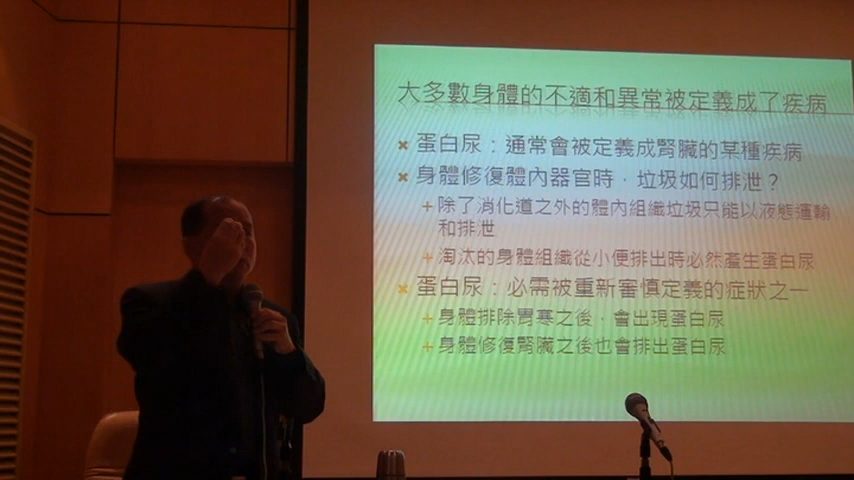 大多數身體的不適和異常被定義成了疾病
蛋白尿：通常會被定義成腎臟的某種疾病
身體修復體內器官時，垃圾如何排泄？
除了消化道之外的體內組織垃圾只能以液態運輸
和排泄
淘汰的身體組織從小便排出時必然產生蛋白尿
蛋白尿：必需被重新審慎定義的症狀之一
身體排除胃寒之後，會出現蛋白尿
身體修復腎臟之後也會排出蛋白尿